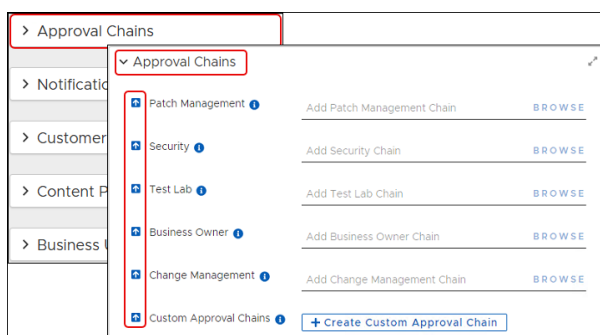 Approval Chains
Notificatio
Customer
Content P
Business U
Approval Chains
Patch Management Add Patch Management Chain BROWSE
Security Add Security Chain BROWSE
Test Lab Add Test Lab Chain BROWSE
Business Owner Add Business Owner Chain BROWSE
Change Management Add Change Management Chain BROWSE
Custom Approval Chains + Create Custom Approval Chain